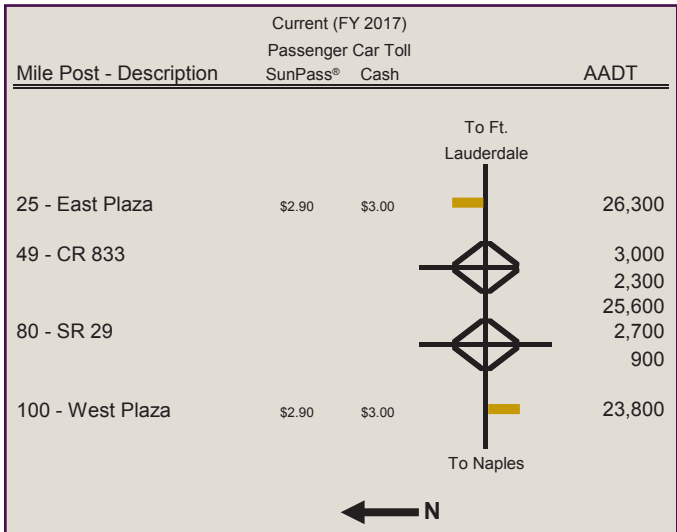 Current (FY 2017)
Passenger Car Toll
Mile Post - Description SunPass® Cash AADT
To Ft.
Lauderdale
25 - East Plaza $2.90 $3.00 26,300
49 - CR 833 3,000
2,300
25,600
80 - SR 29 2,700
900
100 - West Plaza $2.90 $3.00 23,800
To Naples
N